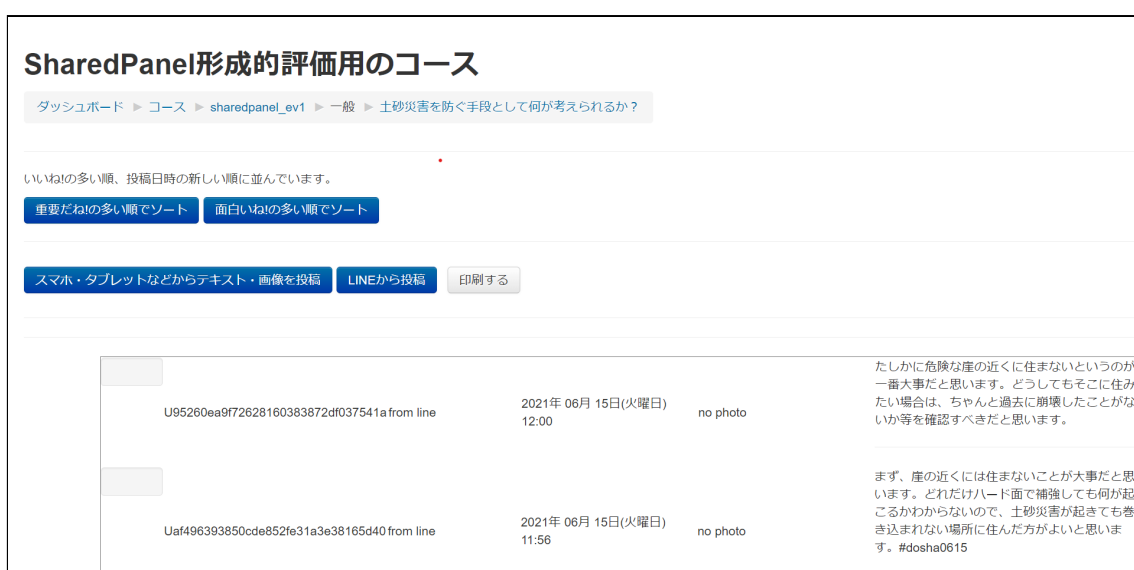 SharedPanel形成的評価用のコース
ダッシュボード ▶ コース ▶ sharedpanel_ev1 ▶ 一般 ▶ 土砂災害を防ぐ手段として何が考えられるか？
いいね!の多い順、投稿日時の新しい順に並んでいます。
重要だね!の多い順でソート 面白いね!の多い順でソート
スマホ・タブレットなどからテキスト・画像を投稿 LINEから投稿 印刷する
U95260ea9f72628160383872df037541a from line
2021年 06月 15日(火曜日)
12:00
no photo
たしかに危険な崖の近くに住まないというのが
一番大事だと思います。どうしてもそこに住み
たい場合は、ちゃんと過去に崩壊したことがな
いか等を確認すべきだと思います。
Uaf496393850cde852fe31a3e38165d40 from line
2021年 06月 15日(火曜日)
11:56
no photo
まず、崖の近くには住まないことが大事だと思
います。どれだけハード面で補強しても何が起
こるかわからないので、土砂災害が起きても巻
き込まれない場所に住んだ方がよいと思いま
す。#dosha0615